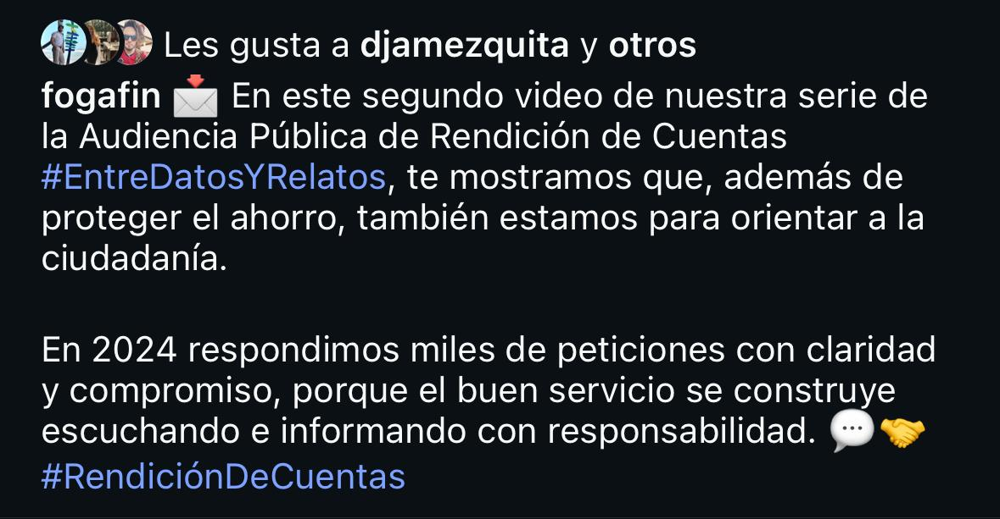 Les gusta a djamezquita y otros
fogafin 📩 En este segundo video de nuestra serie de
la Audiencia Pública de Rendición de Cuentas
#EntreDatosYRelatos, te mostramos que, además de
proteger el ahorro, también estamos para orientar a la
ciudadanía.
En 2024 respondimos miles de peticiones con claridad
y compromiso, porque el buen servicio se construye
escuchando e informando con responsabilidad. 💬🤝
#RendiciónDeCuentas